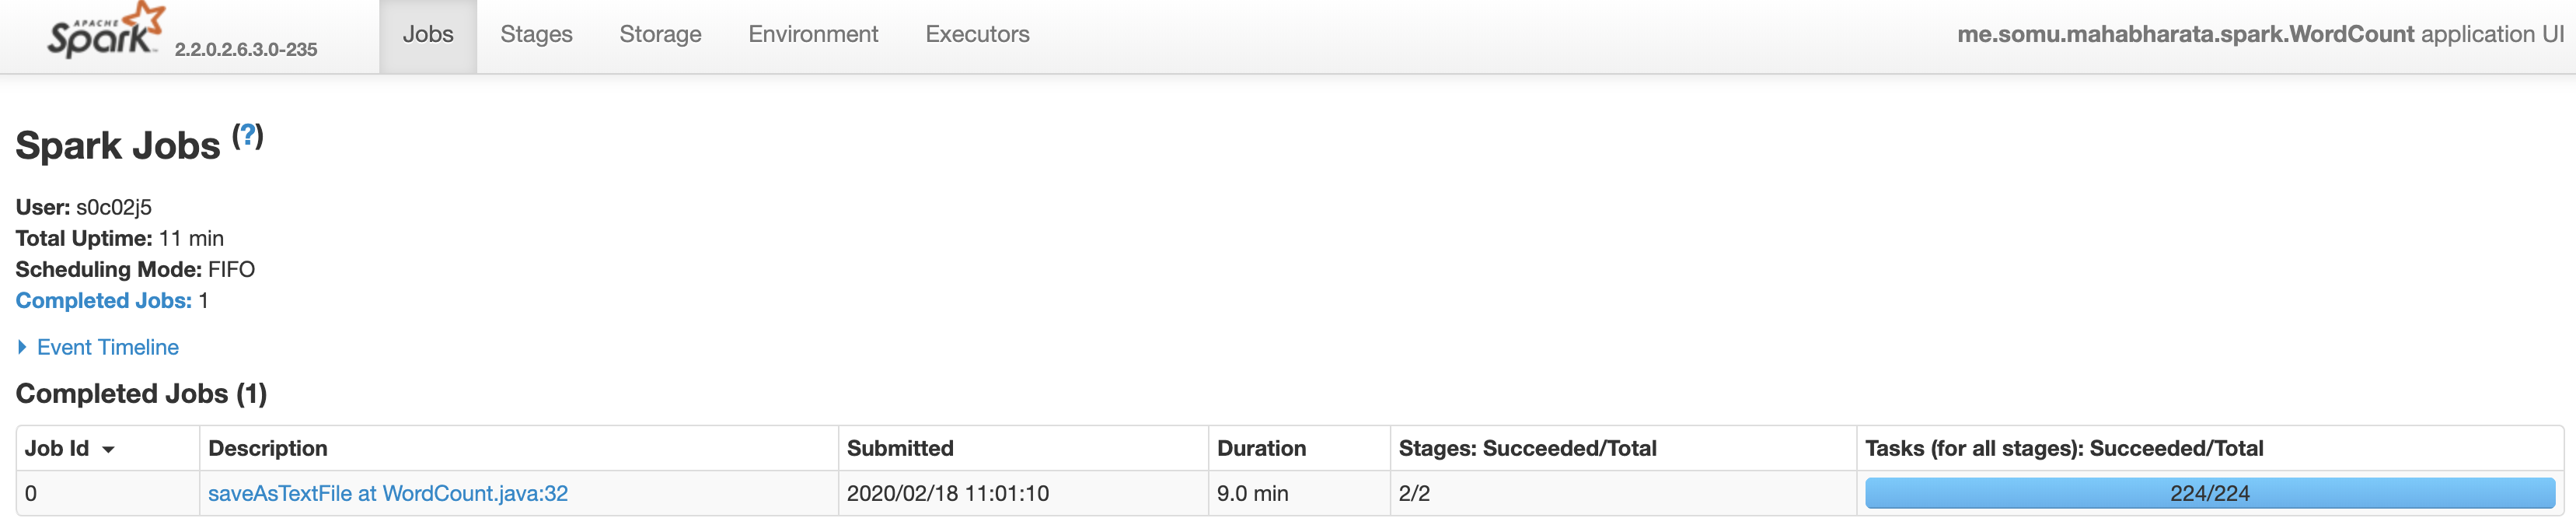 APACHE
Spark 2.2.0.2.6.3.0-235 Jobs Stages Storage Environment Executors me.somu.mahabharata.spark.WordCount application UI
Spark Jobs (?)
User: s0c02j5
Total Uptime: 11 min
Scheduling Mode: FIFO
Completed Jobs: 1
Event Timeline
Completed Jobs (1)
Job Id Description Submitted Duration Stages: Succeeded/Total Tasks (for all stages): Succeeded/Total
0 saveAsTextFile at WordCount.java:32 2020/02/18 11:01:10 9.0 min 2/2 224/224